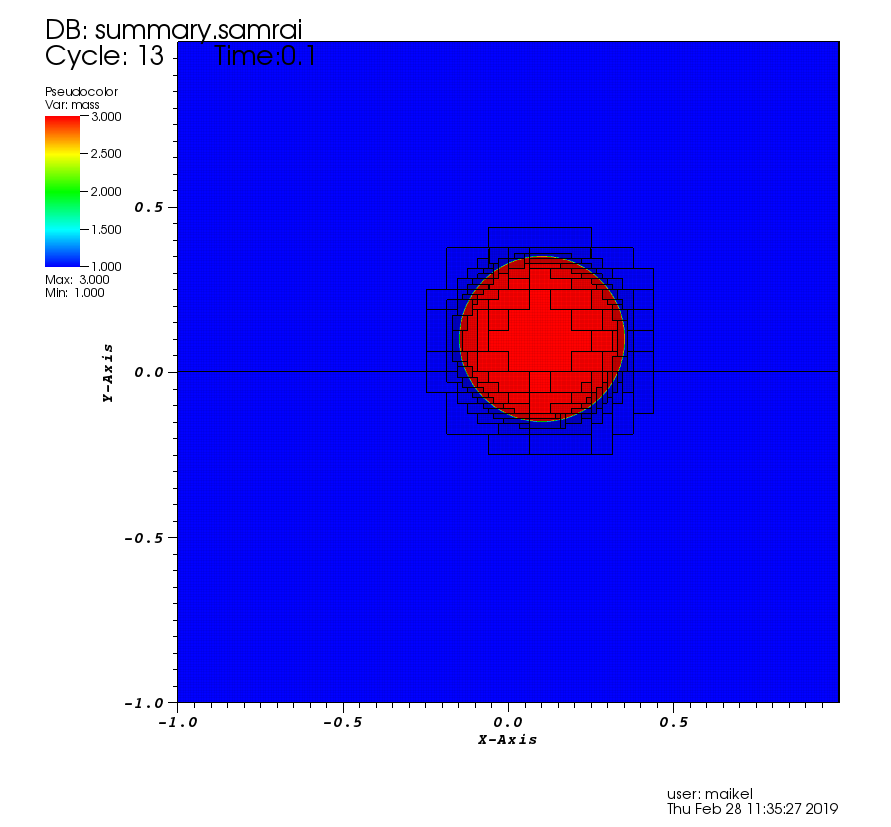 DB: summary.samrai
Cycle: 13 Time:0.1
Pseudocolor
Var: mass
3.000
2.500
2.000
1.500
1.000
Max: 3.000
Min: 1.000
0.5
0.0
-0.5
-1.0
Y-Axis
-1.0 -0.5 0.0 0.5
X-Axis
user: maikel
Thu Feb 28 11:35:27 2019